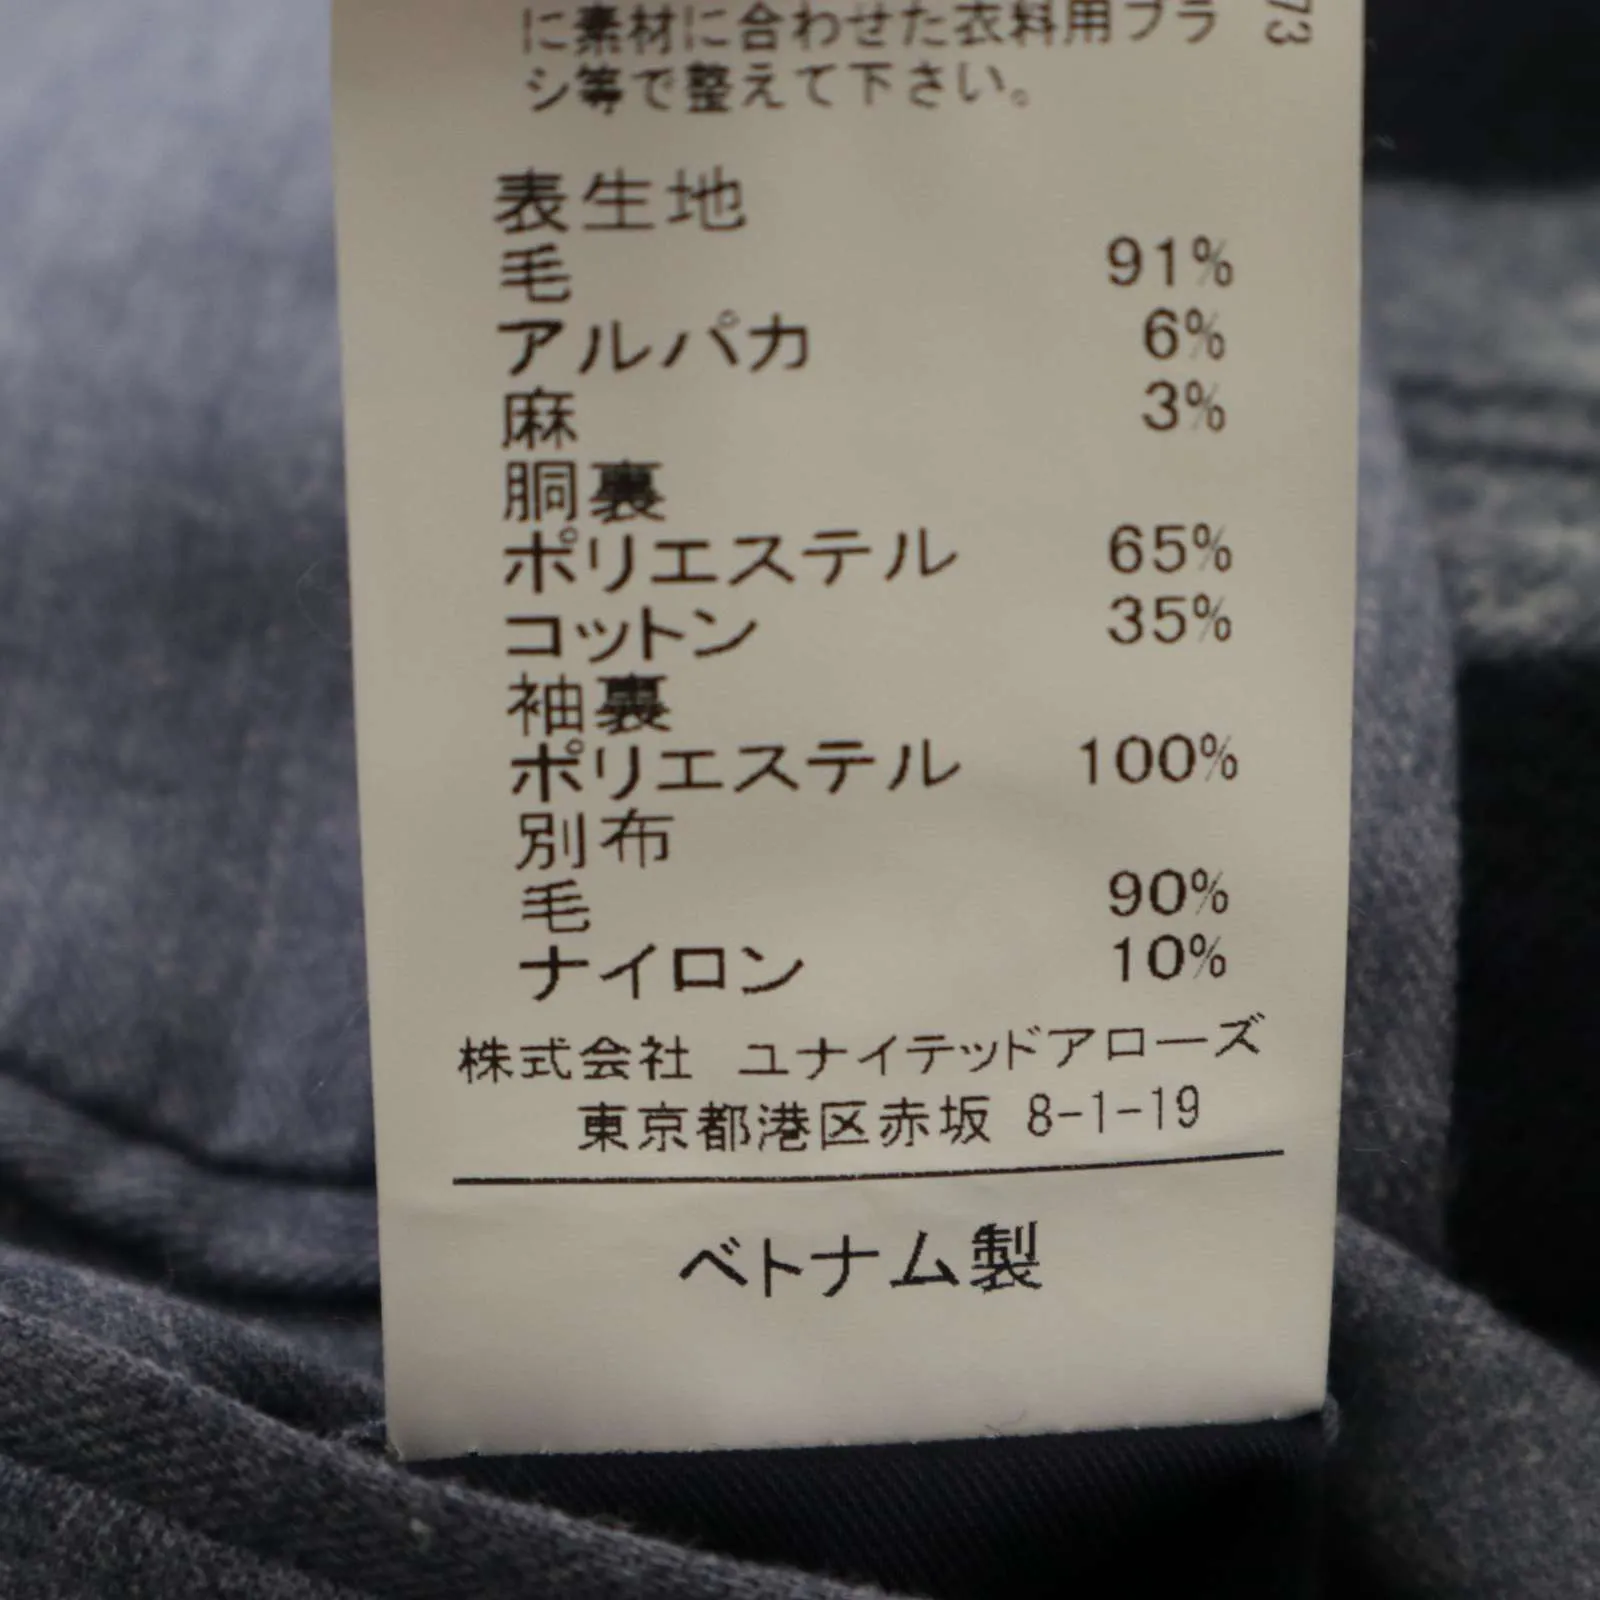 に素材に合わせた衣料用ブラ
シ等で整えて下さい。
73
表生地
毛 91%
アルパカ 6%
麻 3%
胴裏
ポリエステル 65%
コットン 35%
袖裏
ポリエステル 100%
別布
毛 90%
ナイロン 10%
株式会社 ユナイテッドアローズ
東京都港区赤坂 8-1-19
ベトナム製